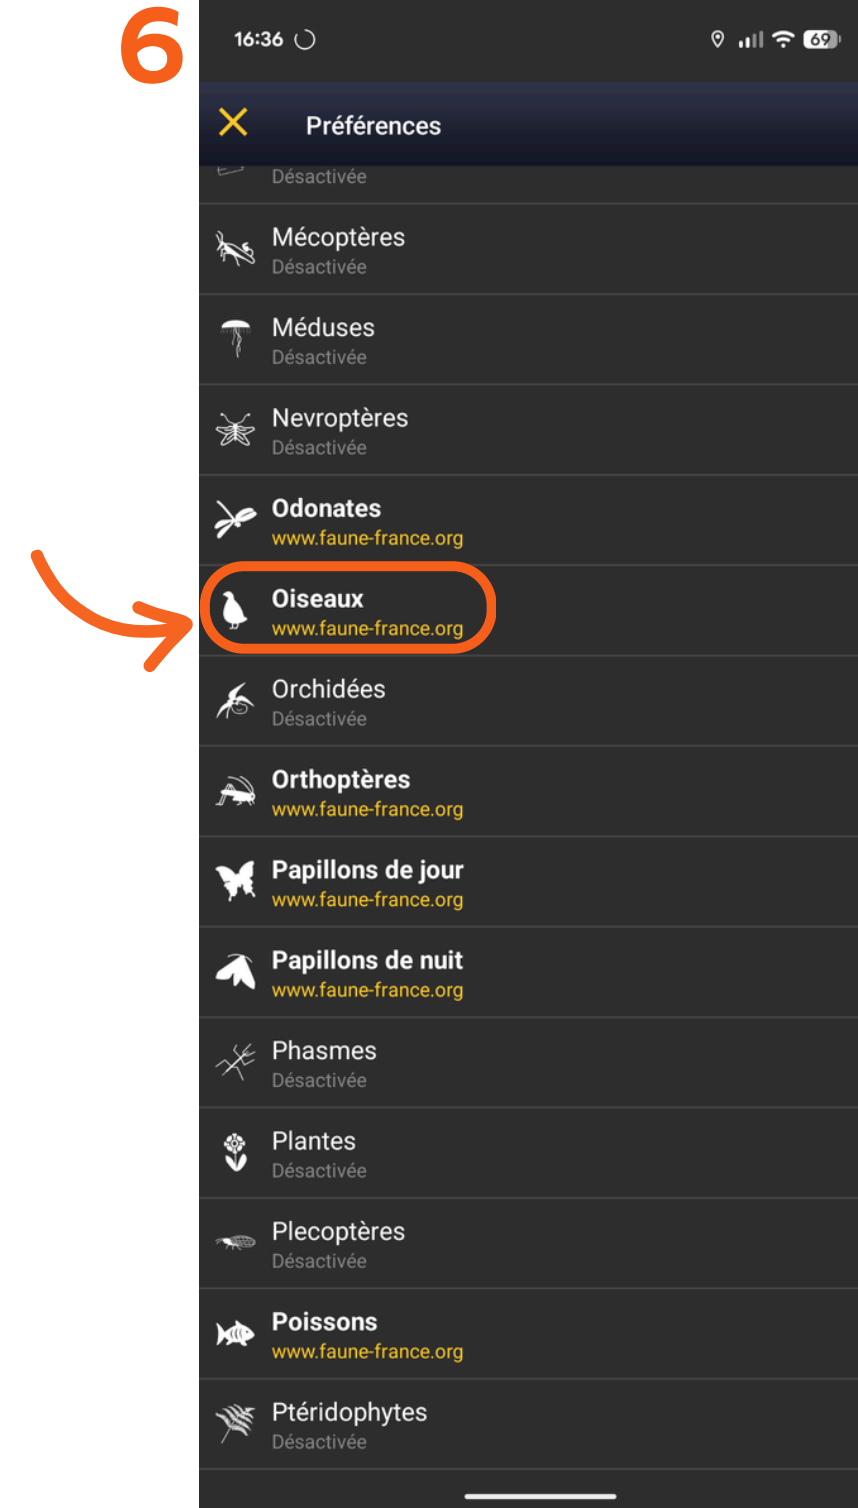 6
16:36
69
Préférences
Désactivée
Mécoptères
Désactivée
Méduses
Désactivée
Nevroptères
Désactivée
Odonates
www.faune-france.org
Oiseaux
www.faune-france.org
Orchidées
Désactivée
Orthoptères
www.faune-france.org
Papillons de jour
www.faune-france.org
Papillons de nuit
www.faune-france.org
Phasmes
Désactivée
Plantes
Désactivée
Plecoptères
Désactivée
Poissons
www.faune-france.org
Ptéridophytes
Désactivée